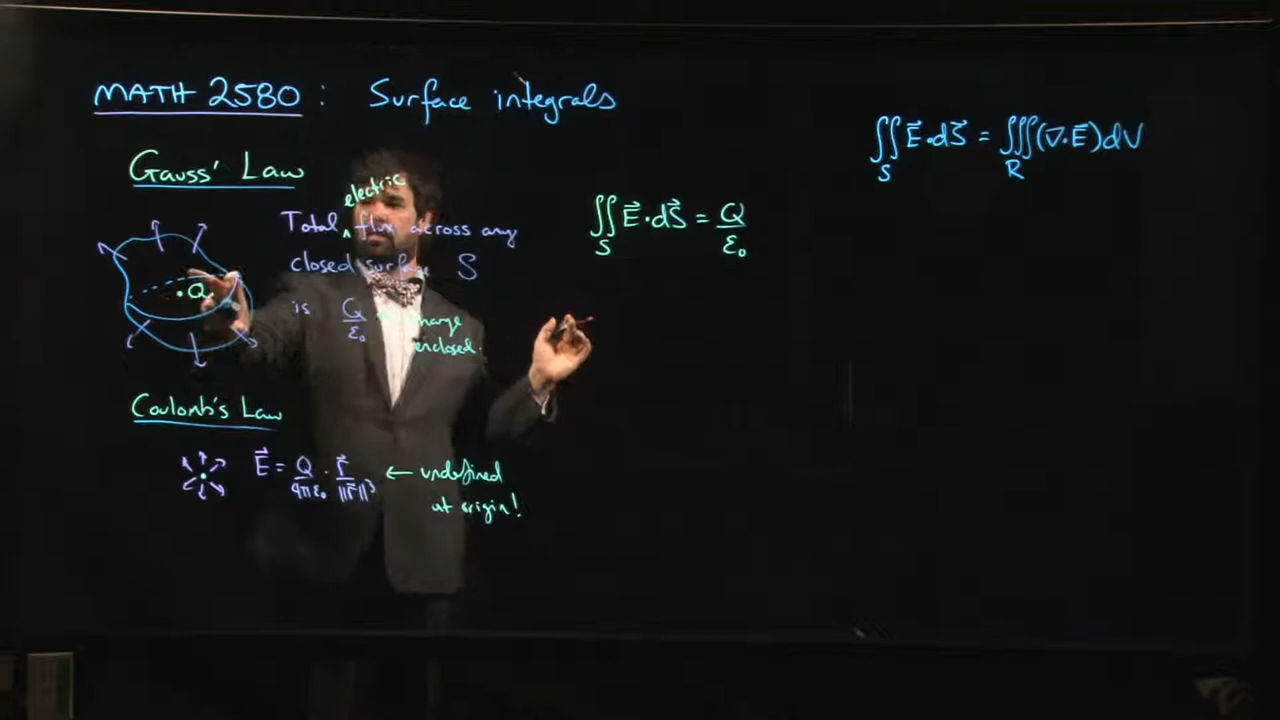 MATH 2580 : Surface integrals
Gauss' Law
electric
Total flux across any
closed surface S
is Q/ε₀ ← charge
enclosed.
•Q
Coulomb's Law
E⃗ = Q/4πε₀ · r⃗/||r⃗||³ ← undefined
at origin!
∬_S E⃗·dS⃗ = Q/ε₀
∬_S E⃗·dS⃗ = ∭_R (∇·E⃗)dV